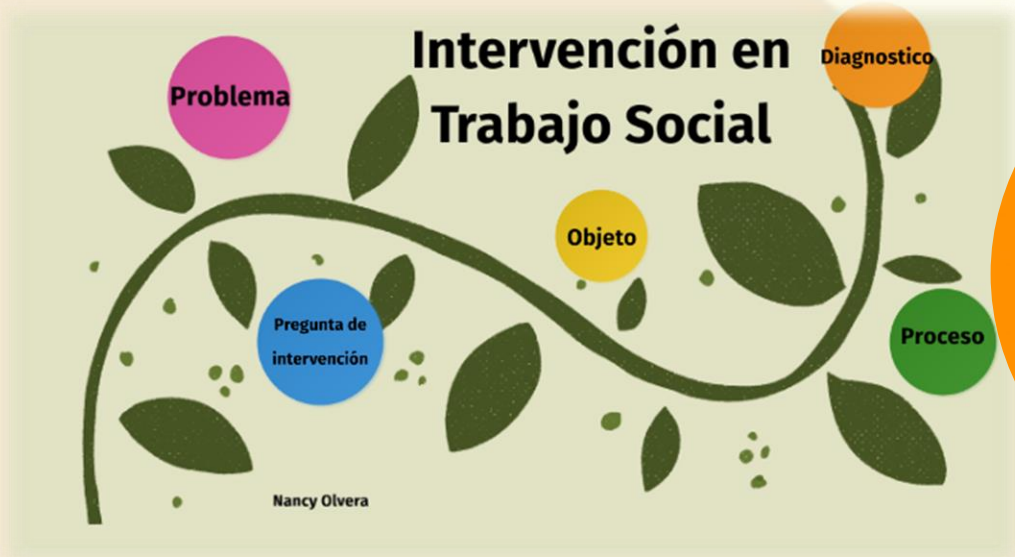 Intervención en
Trabajo Social
Diagnostico
Problema
Objeto
Pregunta de
intervención
Proceso
Nancy Olvera